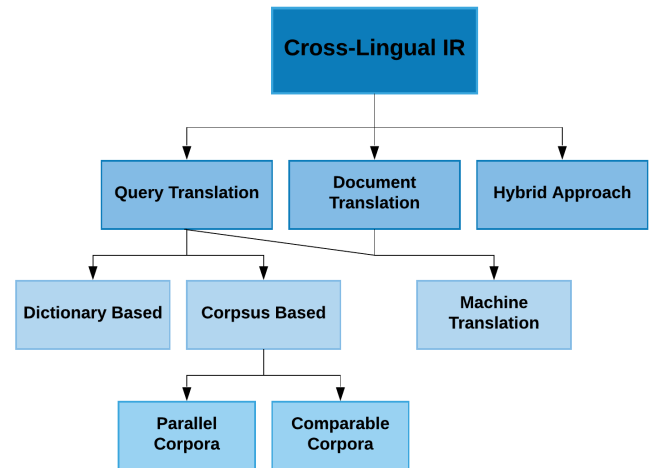 Cross-Lingual IR
Query Translation
Document
Translation
Hybrid Approach
Dictionary Based
Corpsus Based
Machine
Translation
Parallel
Corpora
Comparable
Corpora